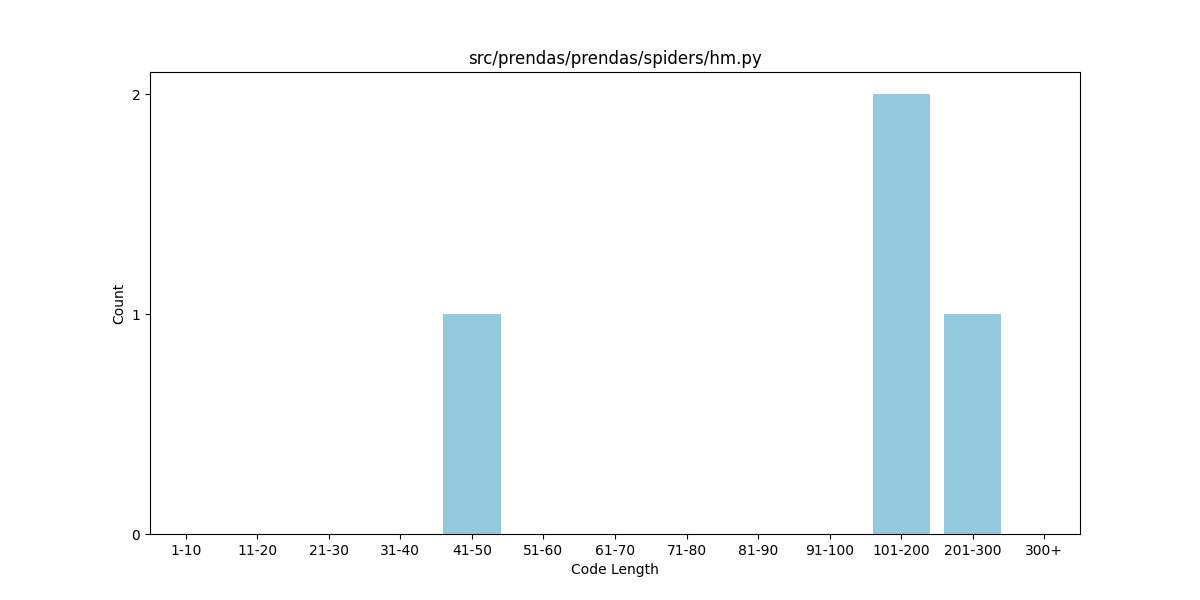 src/prendas/prendas/spiders/hm.py
2
1
0
Count
1-10 11-20 21-30 31-40 41-50 51-60 61-70 71-80 81-90 91-100 101-200 201-300 300+
Code Length